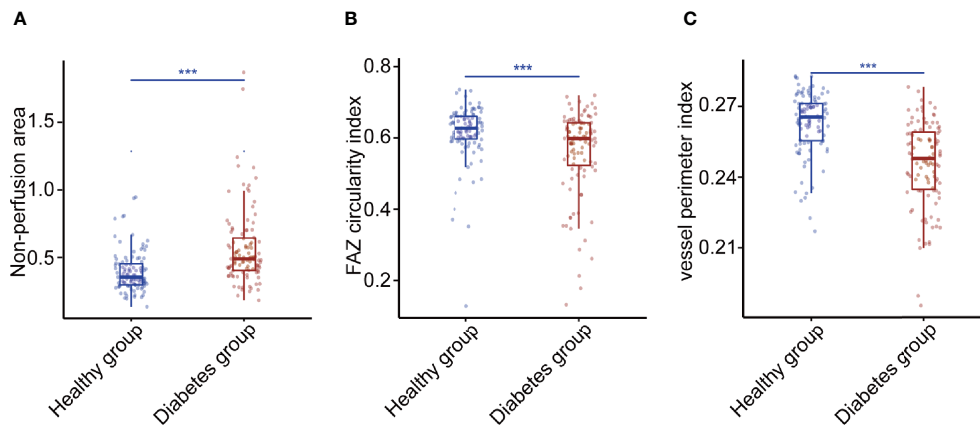 A
Non-perfusion area
1.5
1.0
0.5
***
Healthy group
Diabetes group
B
FAZ circularity index
0.8
0.6
0.4
0.2
***
Healthy group
Diabetes group
C
vessel perimeter index
0.27
0.24
0.21
***
Healthy group
Diabetes group